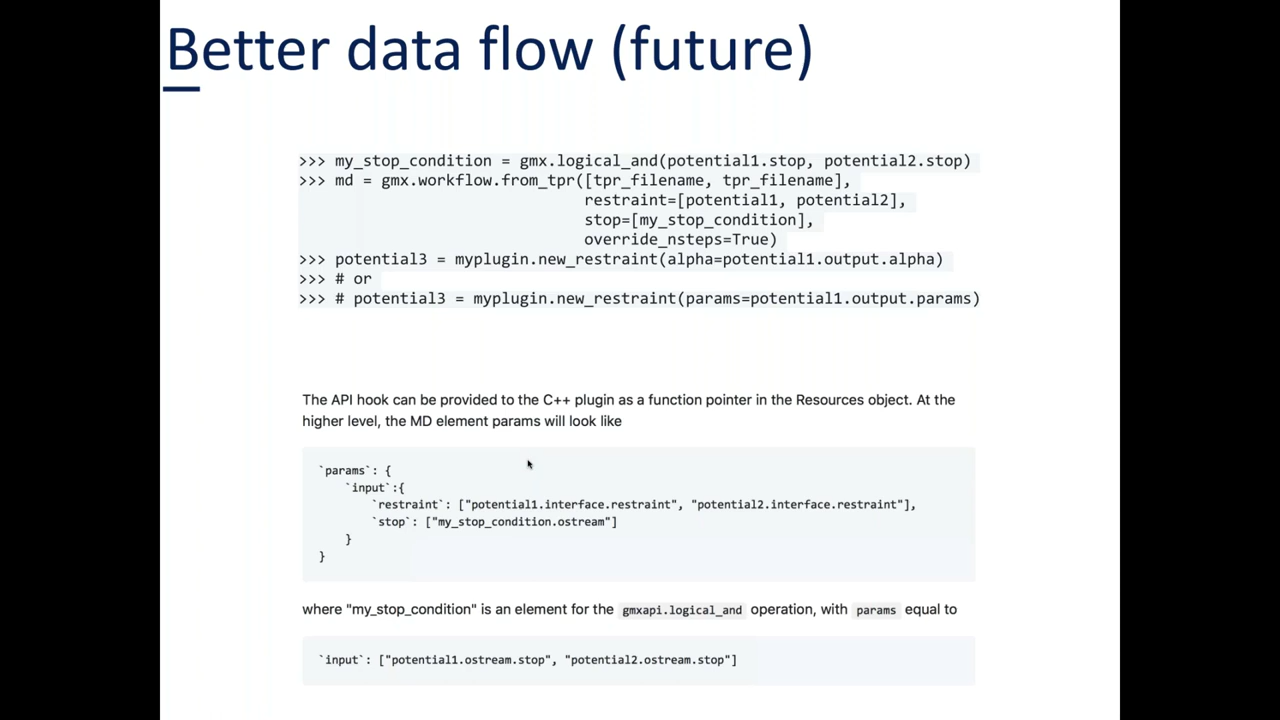 Better data flow (future)
>>> my_stop_condition = gmx.logical_and(potential1.stop, potential2.stop)
>>> md = gmx.workflow.from_tpr([tpr_filename, tpr_filename],
restraint=[potential1, potential2],
stop=[my_stop_condition],
override_nsteps=True)
>>> potential3 = myplugin.new_restraint(alpha=potential1.output.alpha)
>>> # or
>>> # potential3 = myplugin.new_restraint(params=potential1.output.params)
The API hook can be provided to the C++ plugin as a function pointer in the Resources object. At the
higher level, the MD element params will look like
`params`: {
`input`:{
`restraint`: ["potential1.interface.restraint", "potential2.interface.restraint"],
`stop`: ["my_stop_condition.ostream"]
}
}
where "my_stop_condition" is an element for the gmxapi.logical_and operation, with params equal to
`input`: ["potential1.ostream.stop", "potential2.ostream.stop"]